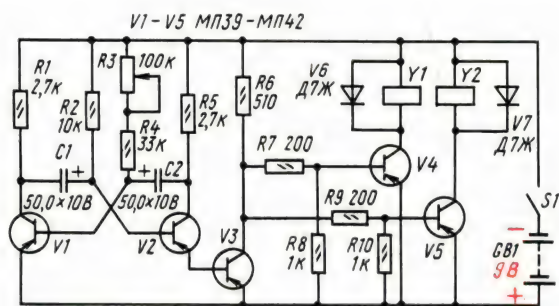 V1-V5 МП39-МП42
R1
2,7к
R2
10к
R3
100к
R4
33к
R5
2,7к
R6
510
V6
Д7Ж
Y1
Y2
V7
Д7Ж
C1
+
50,0×10В
+
C2
50,0×10В
R7 200
V4
R9 200
V1
V2
V3
R8
1к
R10
1к
V5
S1
GB1
9В
−
+